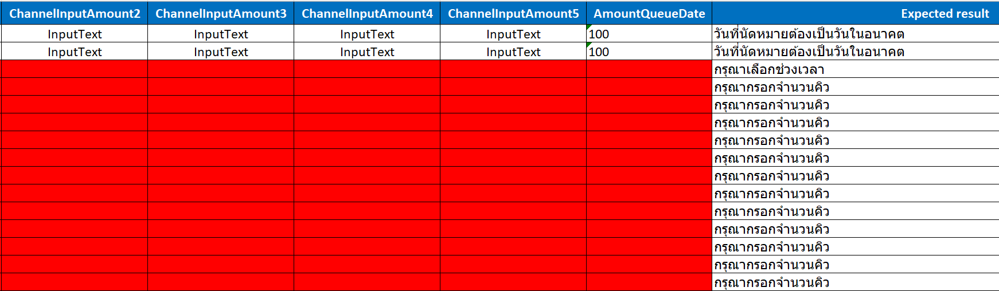 ChannelInputAmount2 ChannelInputAmount3 ChannelInputAmount4 ChannelInputAmount5 AmountQueueDate Expected result
InputText InputText InputText InputText 100 วันที่นัดหมายต้องเป็นวันในอนาคต
InputText InputText InputText InputText 100 วันที่นัดหมายต้องเป็นวันในอนาคต
กรุณาเลือกช่วงเวลา
กรุณากรอกจำนวนคิว
กรุณากรอกจำนวนคิว
กรุณากรอกจำนวนคิว
กรุณากรอกจำนวนคิว
กรุณากรอกจำนวนคิว
กรุณากรอกจำนวนคิว
กรุณากรอกจำนวนคิว
กรุณากรอกจำนวนคิว
กรุณากรอกจำนวนคิว
กรุณากรอกจำนวนคิว
กรุณากรอกจำนวนคิว
กรุณากรอกจำนวนคิว